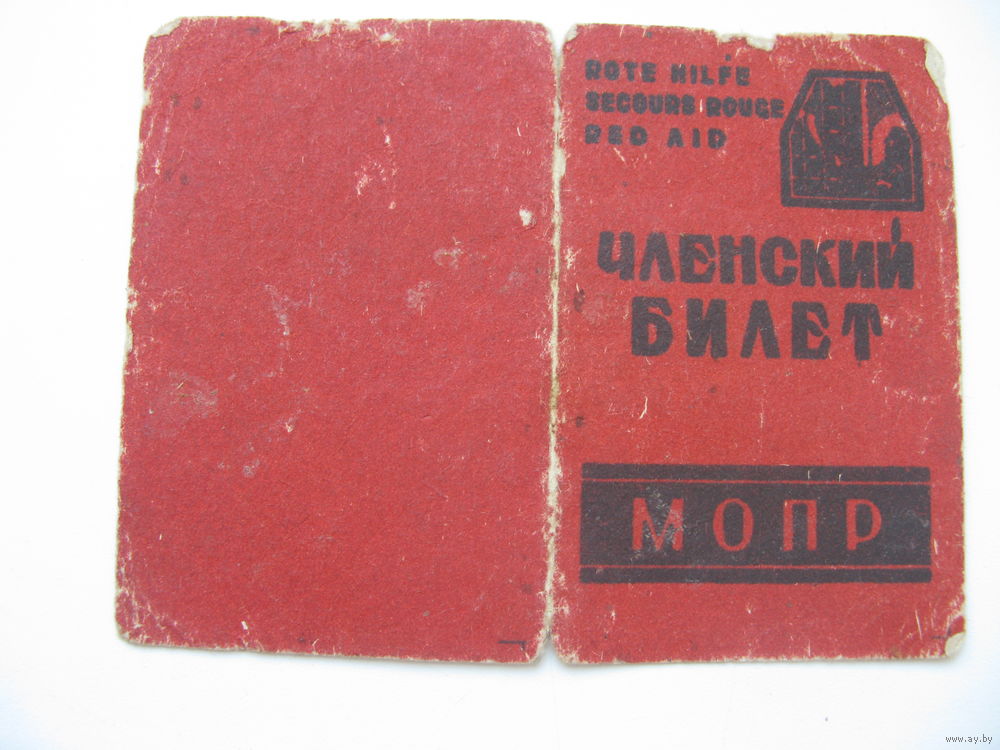 ROTE HILFE
SECOURS ROUGE
RED AID
ЧЛЕНСКИЙ
БИЛЕТ
МОПР
www.ay.by